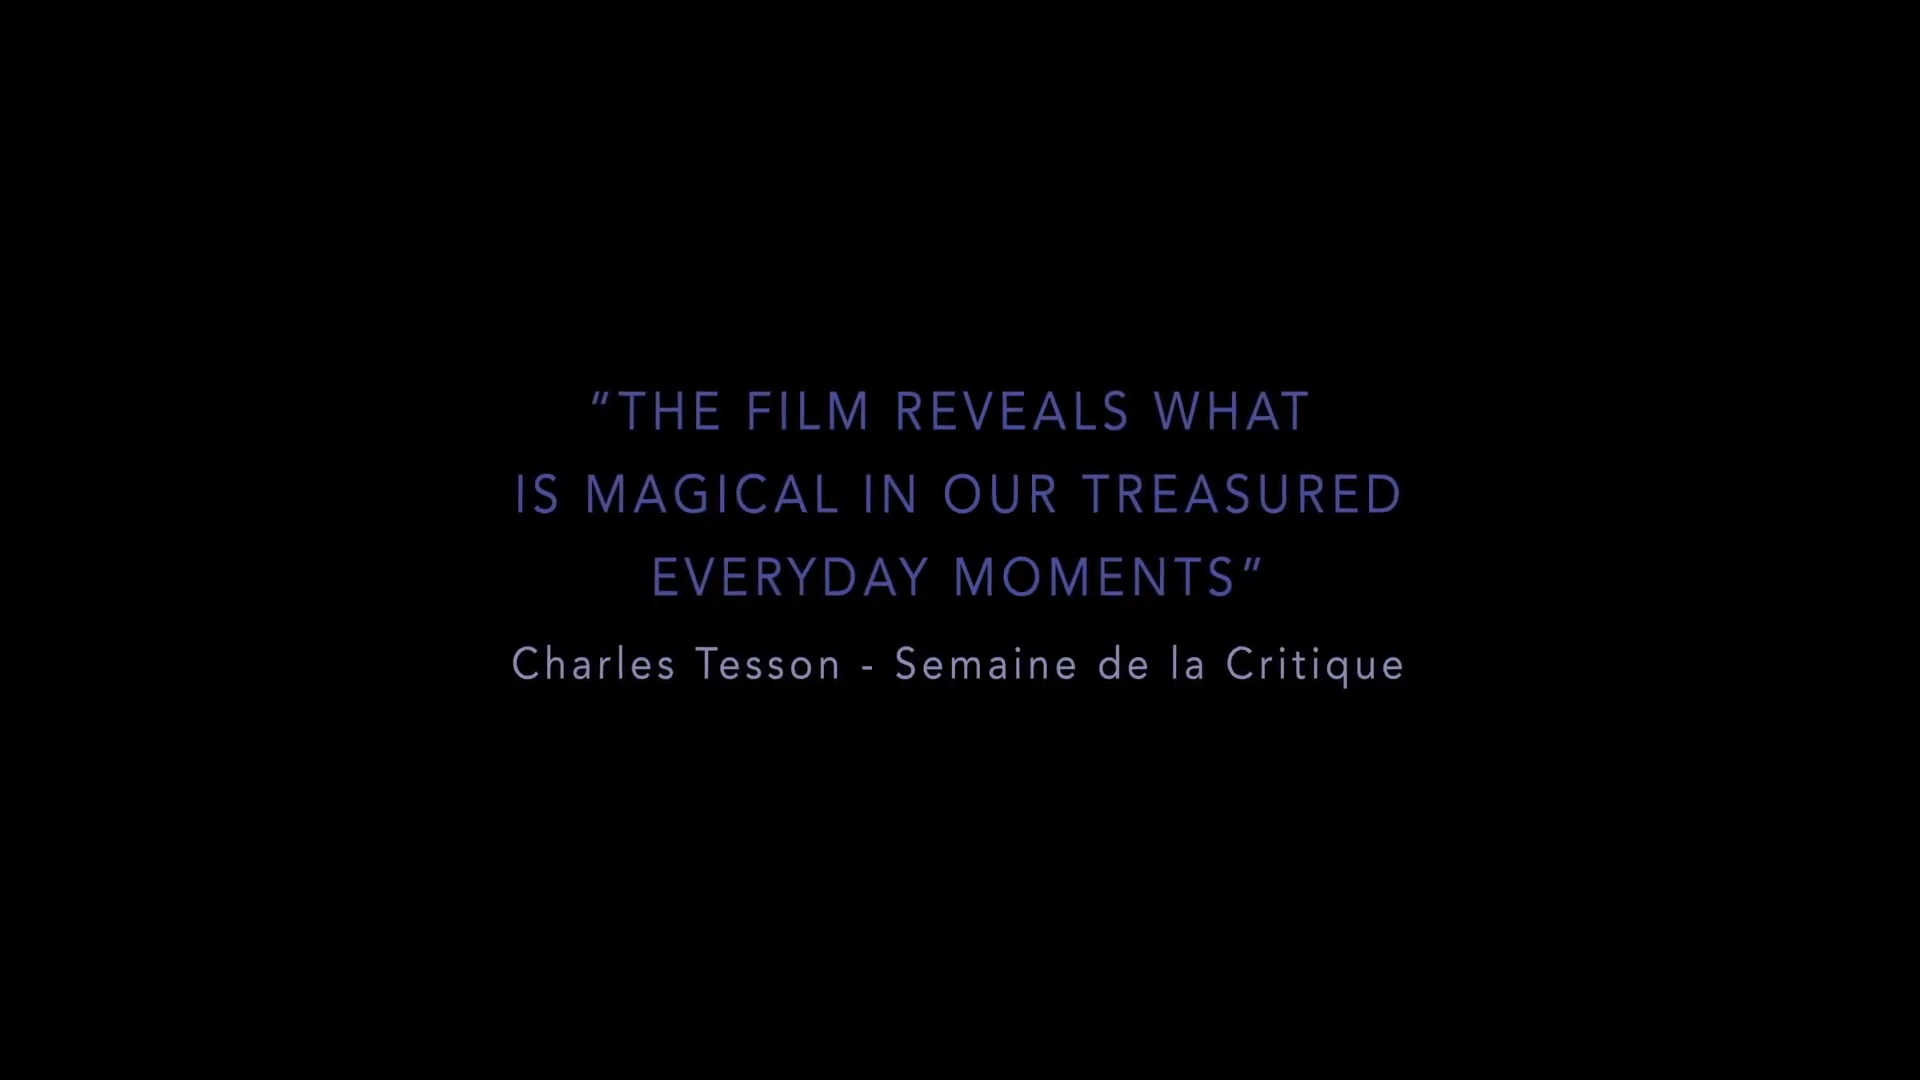 “THE FILM REVEALS WHAT
IS MAGICAL IN OUR TREASURED
EVERYDAY MOMENTS”
Charles Tesson - Semaine de la Critique